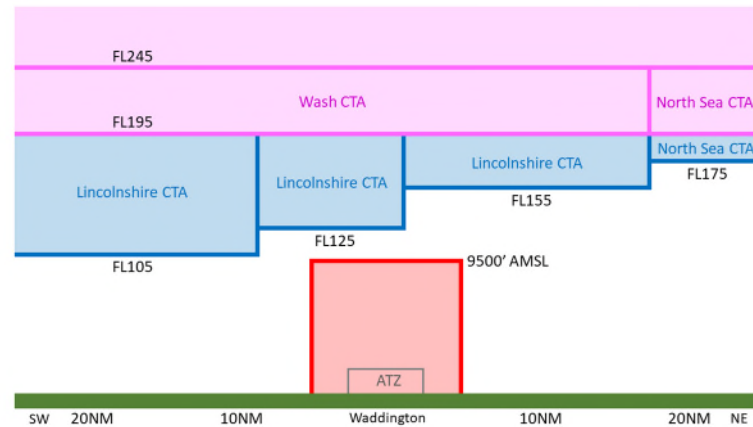 FL245
Wash CTA
North Sea CTA
FL195
Lincolnshire CTA
Lincolnshire CTA
Lincolnshire CTA
North Sea CTA
FL175
FL155
FL125
FL105
9500’ AMSL
ATZ
SW 20NM 10NM Waddington 10NM 20NM NE